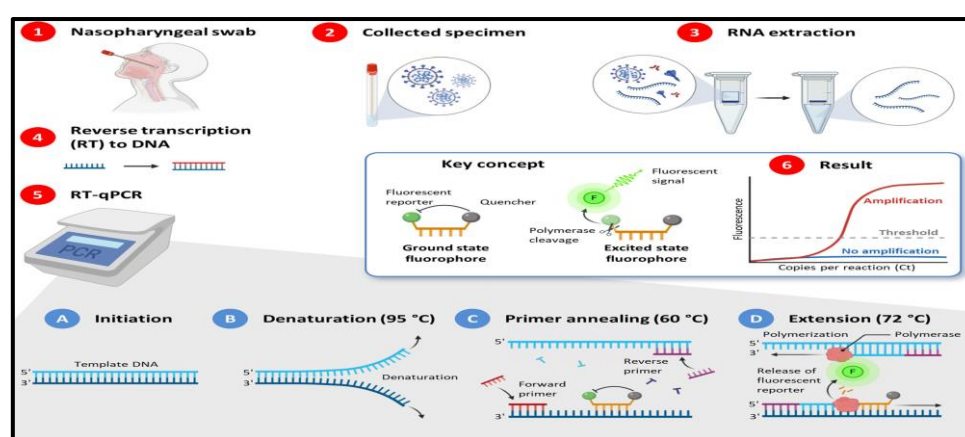 1 Nasopharyngeal swab
2 Collected specimen
3 RNA extraction
4 Reverse transcription
(RT) to DNA
5 RT-qPCR
PCR
Key concept
Fluorescent
reporter
Quencher
Ground state
fluorophore
Fluorescent
signal
F
Polymerase
cleavage
Excited state
fluorophore
6 Result
Fluorescence
Amplification
Threshold
No amplification
Copies per reaction (Ct)
A Initiation
Template DNA
5'
3'
B Denaturation (95 °C)
5'
3'
Denaturation
C Primer annealing (60 °C)
5'
Reverse
primer
Forward
primer
3'
D Extension (72 °C)
Polymerization
Polymerase
5'
3'
Release of
fluorescent
reporter
F
5'
3'